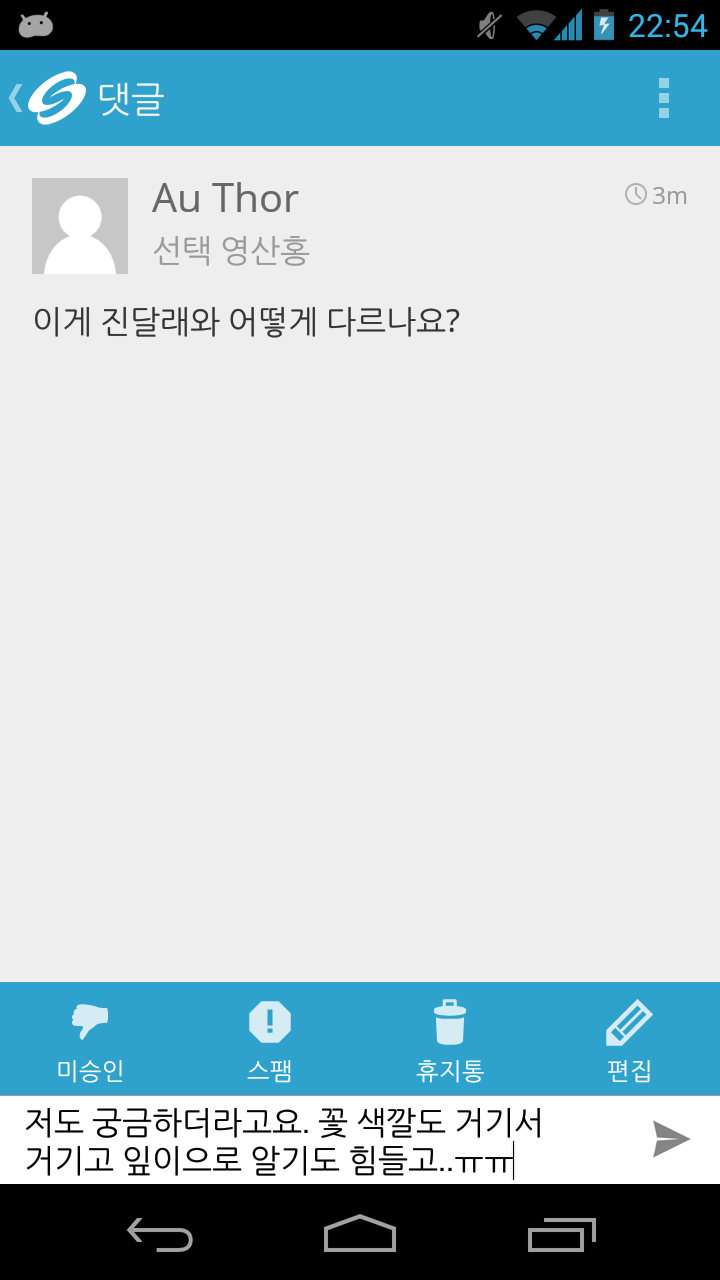 22:54
댓글
Au Thor
3m
선택 영산홍
이게 진달래와 어떻게 다르나요?
미승인
스팸
휴지통
편집
저도 궁금하더라고요. 꽃 색깔도 거기서
거기고 잎이으로 알기도 힘들고..ㅠㅠ